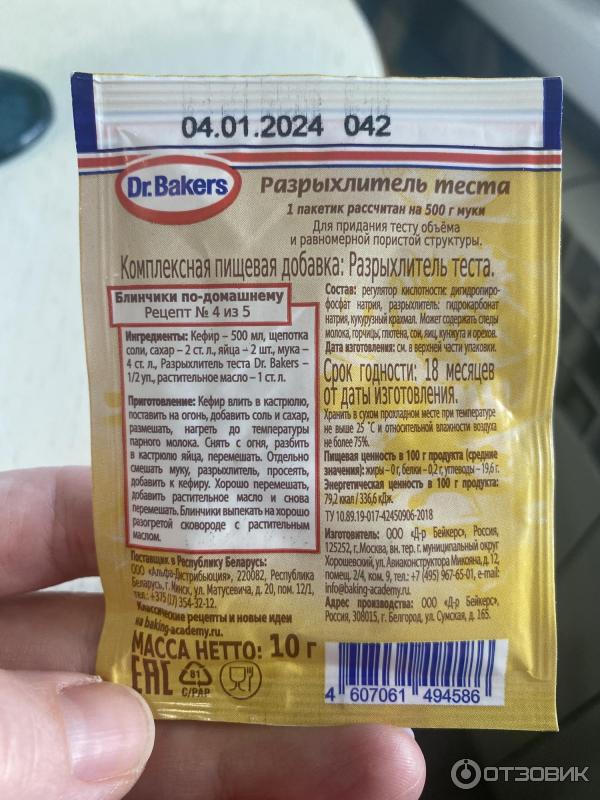 04.01.2024 042
Dr.Bakers
Разрыхлитель теста
1 пакетик рассчитан на 500 г муки
Для придания тесту объёма
и равномерной пористой структуры.
Комплексная пищевая добавка: Разрыхлитель теста.
Блинчики по-домашнему
Рецепт № 4 из 5
Ингредиенты: Кефир – 500 мл, щепотка
соли, сахар – 2 ст. л., яйца – 2 шт., мука –
4 ст. л., Разрыхлитель теста Dr. Bakers –
1/2 уп., растительное масло – 1 ст. л.
Приготовление: Кефир влить в кастрюлю,
поставить на огонь, добавить соль и сахар,
размешать, нагреть до температуры
парного молока. Снять с огня, разбить
в кастрюлю яйца, перемешать. Отдельно
смешать муку, разрыхлитель, просеять,
добавить к кефиру. Хорошо перемешать,
добавить растительное масло и снова
перемешать. Блинчики выпекать на хорошо
разогретой сковороде с растительным
маслом.
Поставщик в Республику Беларусь:
ООО «Альфа-Дистрибьюция», 220082, Республика
Беларусь, г. Минск, ул. Матусевича, д. 20, пом. 12/1,
тел.: +375 (17) 354-32-12.
Классические рецепты и новые идеи
на baking-academy.ru.
МАССА НЕТТО: 10 г
EAC
81
C/PAP
Состав: регулятор кислотности: дигидропиро-
фосфат натрия, разрыхлитель: гидрокарбонат
натрия, кукурузный крахмал. Может содержать следы
молока, горчицы, глютена, сои, яиц, кунжута и орехов.
Дата изготовления: см. в верхней части упаковки.
Срок годности: 18 месяцев
от даты изготовления.
Хранить в сухом прохладном месте при температуре
не выше 25 °C и относительной влажности воздуха
не более 75%.
Пищевая ценность в 100 г продукта (средние
значения): жиры – 0 г, белки – 0,2 г, углеводы – 19,6 г.
Энергетическая ценность в 100 г продукта:
79,2 ккал / 336,6 кДж.
ТУ 10.89.19-017-42450906-2018
Изготовитель: ООО «Д-р Бейкерс», Россия,
125252, г. Москва, вн. тер. г. муниципальный округ
Хорошевский, ул. Авиаконструктора Микояна, д. 12,
помещ. 2/4, ком. 9, тел.: +7 (495) 967-65-01, e-mail:
info@baking-academy.ru.
Адрес производства: ООО «Д-р Бейкерс»,
Россия, 308015, г. Белгород, ул. Сумская, д. 165.
4 607061 494586
ОТЗОВИК